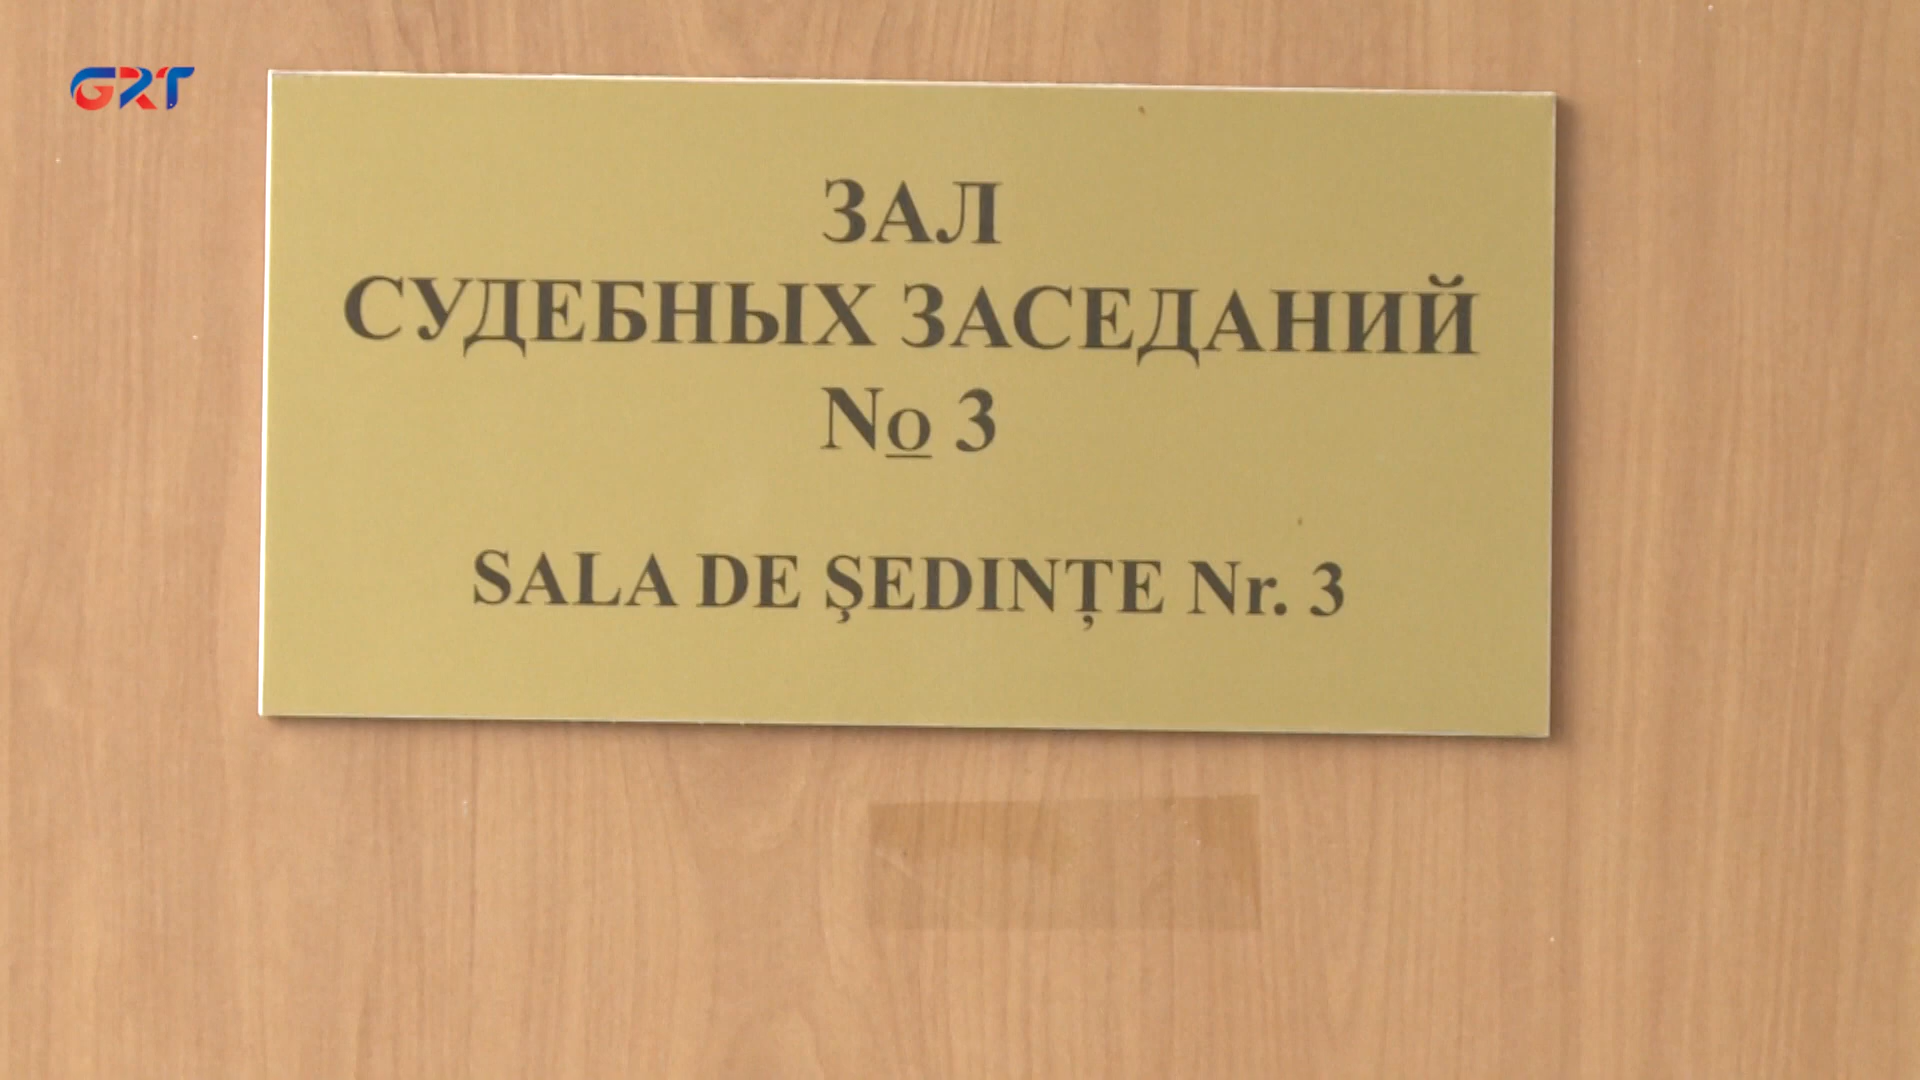 GRT
ЗАЛ
СУДЕБНЫХ ЗАСЕДАНИЙ
No 3
SALA DE ŞEDINȚE Nr. 3